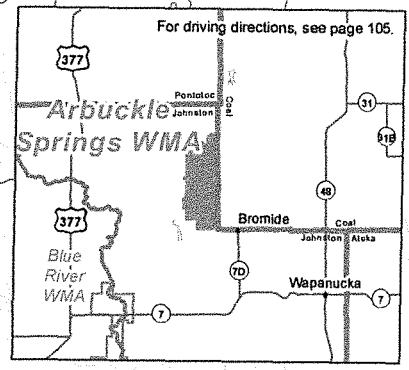 For driving directions, see page 105.
377
Pontotoc
Johnston
Coal
31
Arbuckle
Springs WMA
91B
48
377
Bromide
Coal
Johnston
Atoka
Blue
River
WMA
7D
Wapanucka
7
7